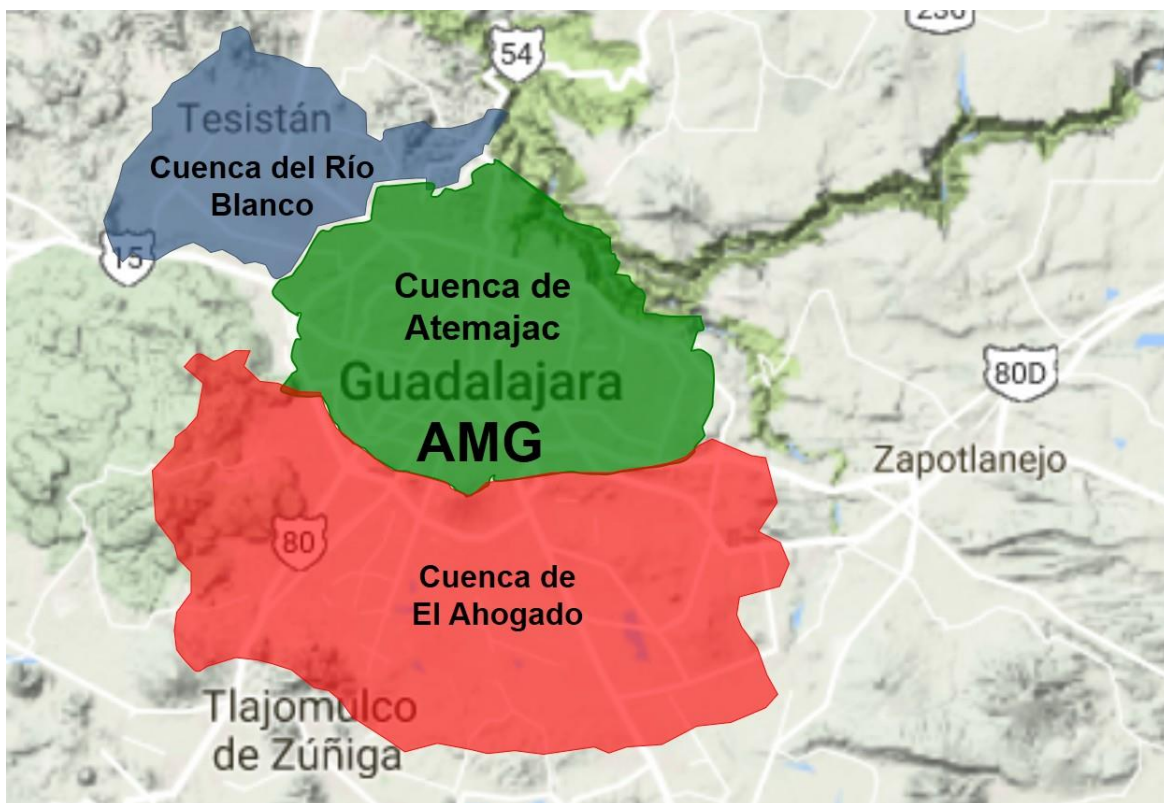 54
Tesistán
Cuenca del Río
Blanco
15
Cuenca de
Atemajac
Guadalajara
AMG
80D
Zapotlanejo
80
Cuenca de
El Ahogado
Tlajomulco
de Zúñiga